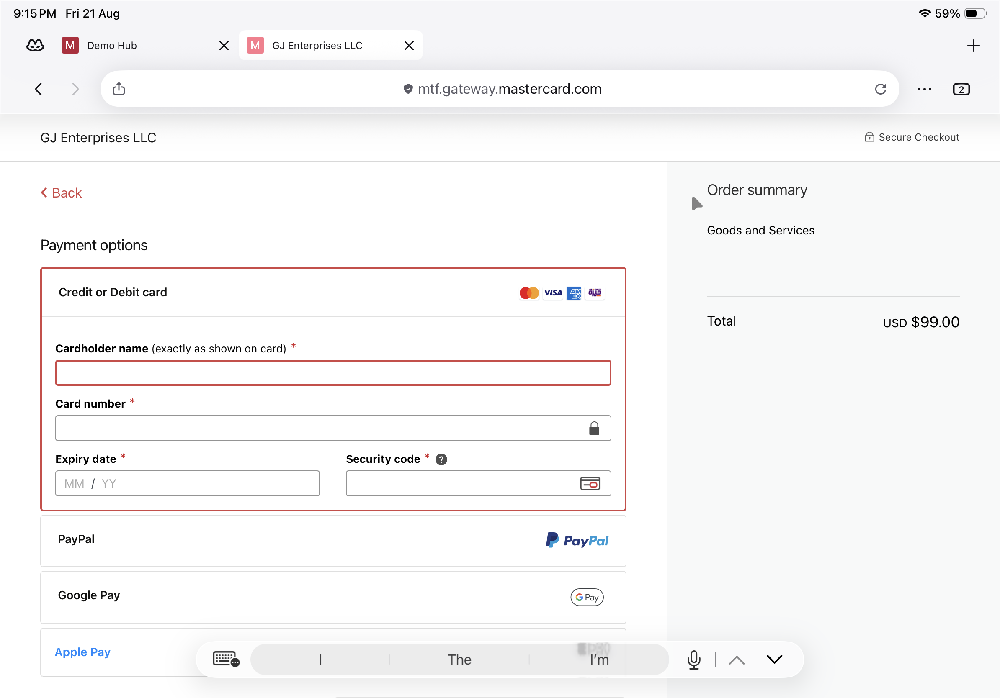 9:15 PM Fri 21 Aug
59%
M Demo Hub
M GJ Enterprises LLC
mtf.gateway.mastercard.com
2
GJ Enterprises LLC
Secure Checkout
Back
Order summary
Goods and Services
Total
USD $99.00
Payment options
Credit or Debit card
VISA
AM
EX
Cardholder name (exactly as shown on card) *
Card number *
Expiry date *
Security code * ?
MM / YY
PayPal
PayPal
Google Pay
G Pay
Apple Pay
I
The
I'm